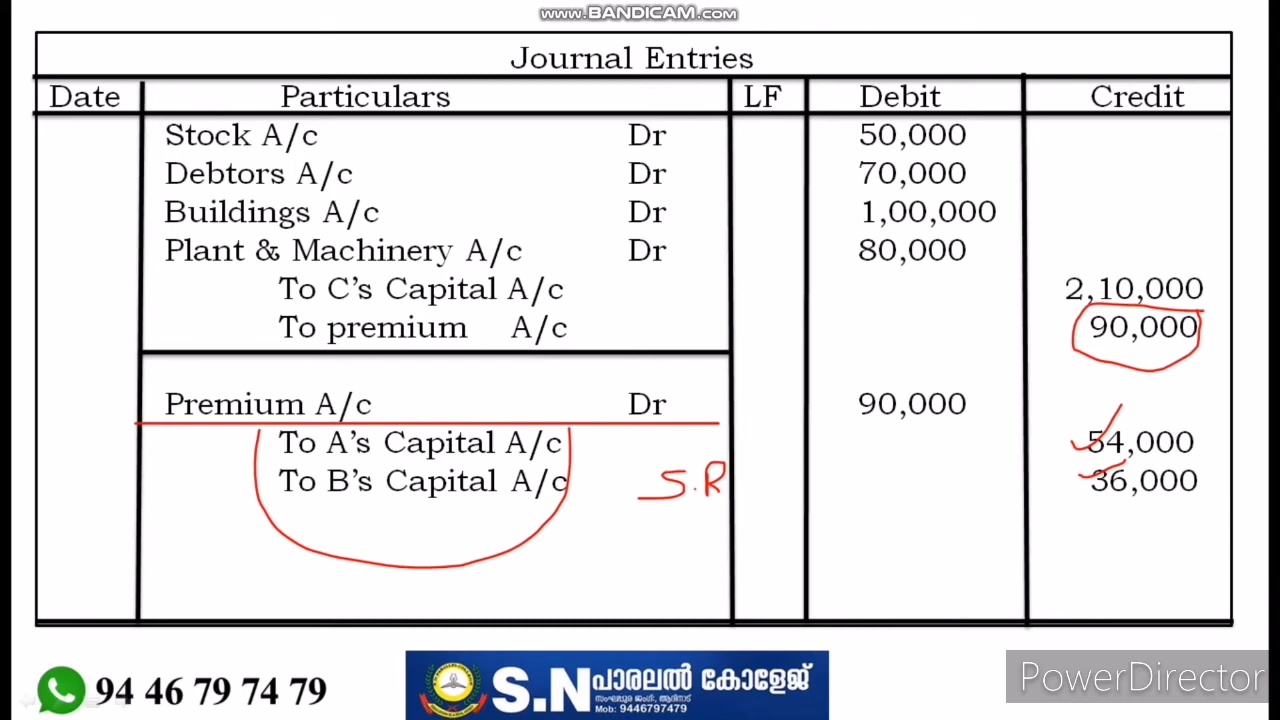 www.BANDICAM.com
Journal Entries
Date Particulars LF Debit Credit
Stock A/c Dr 50,000
Debtors A/c Dr 70,000
Buildings A/c Dr 1,00,000
Plant & Machinery A/c Dr 80,000
To C's Capital A/c 2,10,000
To premium A/c 90,000
Premium A/c Dr 90,000
To A's Capital A/c 54,000
To B's Capital A/c S.R 36,000
94 46 79 74 79
S.N പാരലൽ കോളേജ്
Mob: 9446797479
PowerDirector